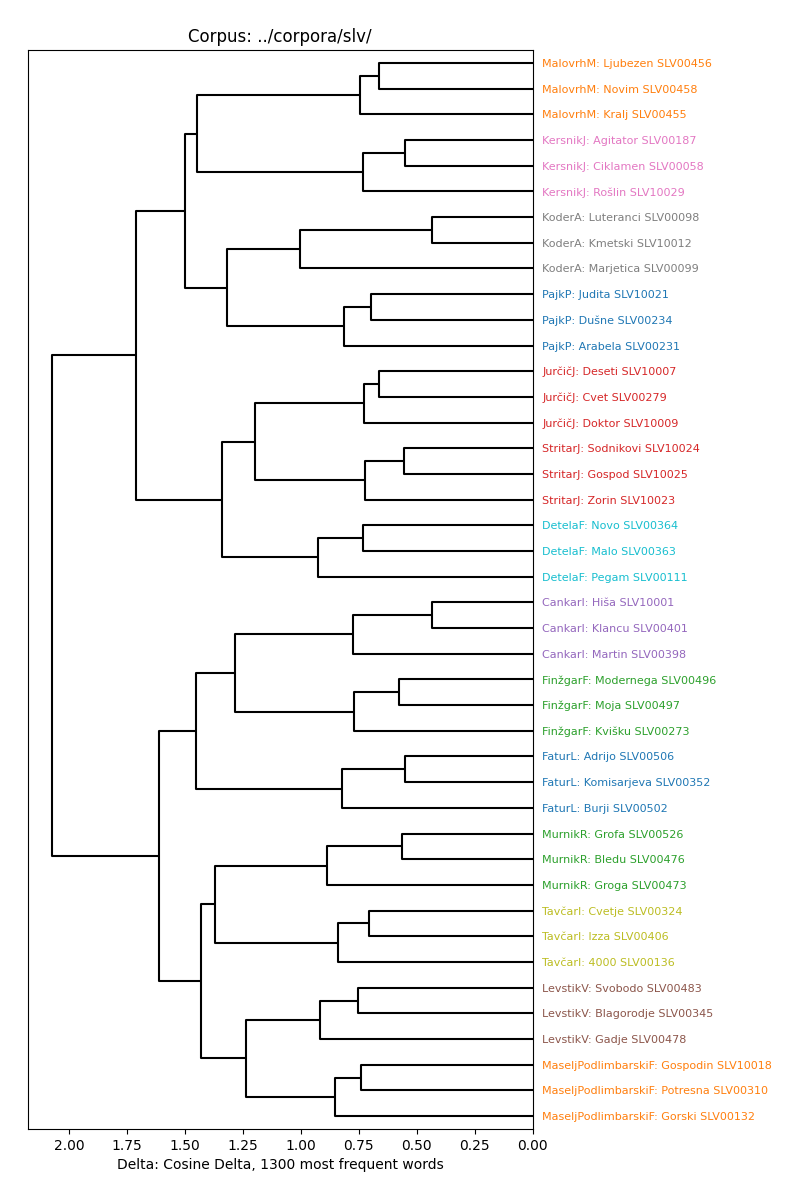 Corpus: ../corpora/slv/
MalovrhM: Ljubezen SLV00456
MalovrhM: Novim SLV00458
MalovrhM: Kralj SLV00455
KersnikJ: Agitator SLV00187
KersnikJ: Ciklamen SLV00058
KersnikJ: Rošlin SLV10029
KoderA: Luteranci SLV00098
KoderA: Kmetski SLV10012
KoderA: Marjetica SLV00099
PajkP: Judita SLV10021
PajkP: Dušne SLV00234
PajkP: Arabela SLV00231
JurčičJ: Deseti SLV10007
JurčičJ: Cvet SLV00279
JurčičJ: Doktor SLV10009
StritarJ: Sodnikovi SLV10024
StritarJ: Gospod SLV10025
StritarJ: Zorin SLV10023
DetelaF: Novo SLV00364
DetelaF: Malo SLV00363
DetelaF: Pegam SLV00111
CankarI: Hiša SLV10001
CankarI: Klancu SLV00401
CankarI: Martin SLV00398
FinžgarF: Modernega SLV00496
FinžgarF: Moja SLV00497
FinžgarF: Kvišku SLV00273
FaturL: Adrijo SLV00506
FaturL: Komisarjeva SLV00352
FaturL: Burji SLV00502
MurnikR: Grofa SLV00526
MurnikR: Bledu SLV00476
MurnikR: Groga SLV00473
TavčarI: Cvetje SLV00324
TavčarI: Izza SLV00406
TavčarI: 4000 SLV00136
LevstikV: Svobodo SLV00483
LevstikV: Blagorodje SLV00345
LevstikV: Gadje SLV00478
MaseljPodlimbarskiF: Gospodin SLV10018
MaseljPodlimbarskiF: Potresna SLV00310
MaseljPodlimbarskiF: Gorski SLV00132
2.00 1.75 1.50 1.25 1.00 0.75 0.50 0.25 0.00
Delta: Cosine Delta, 1300 most frequent words